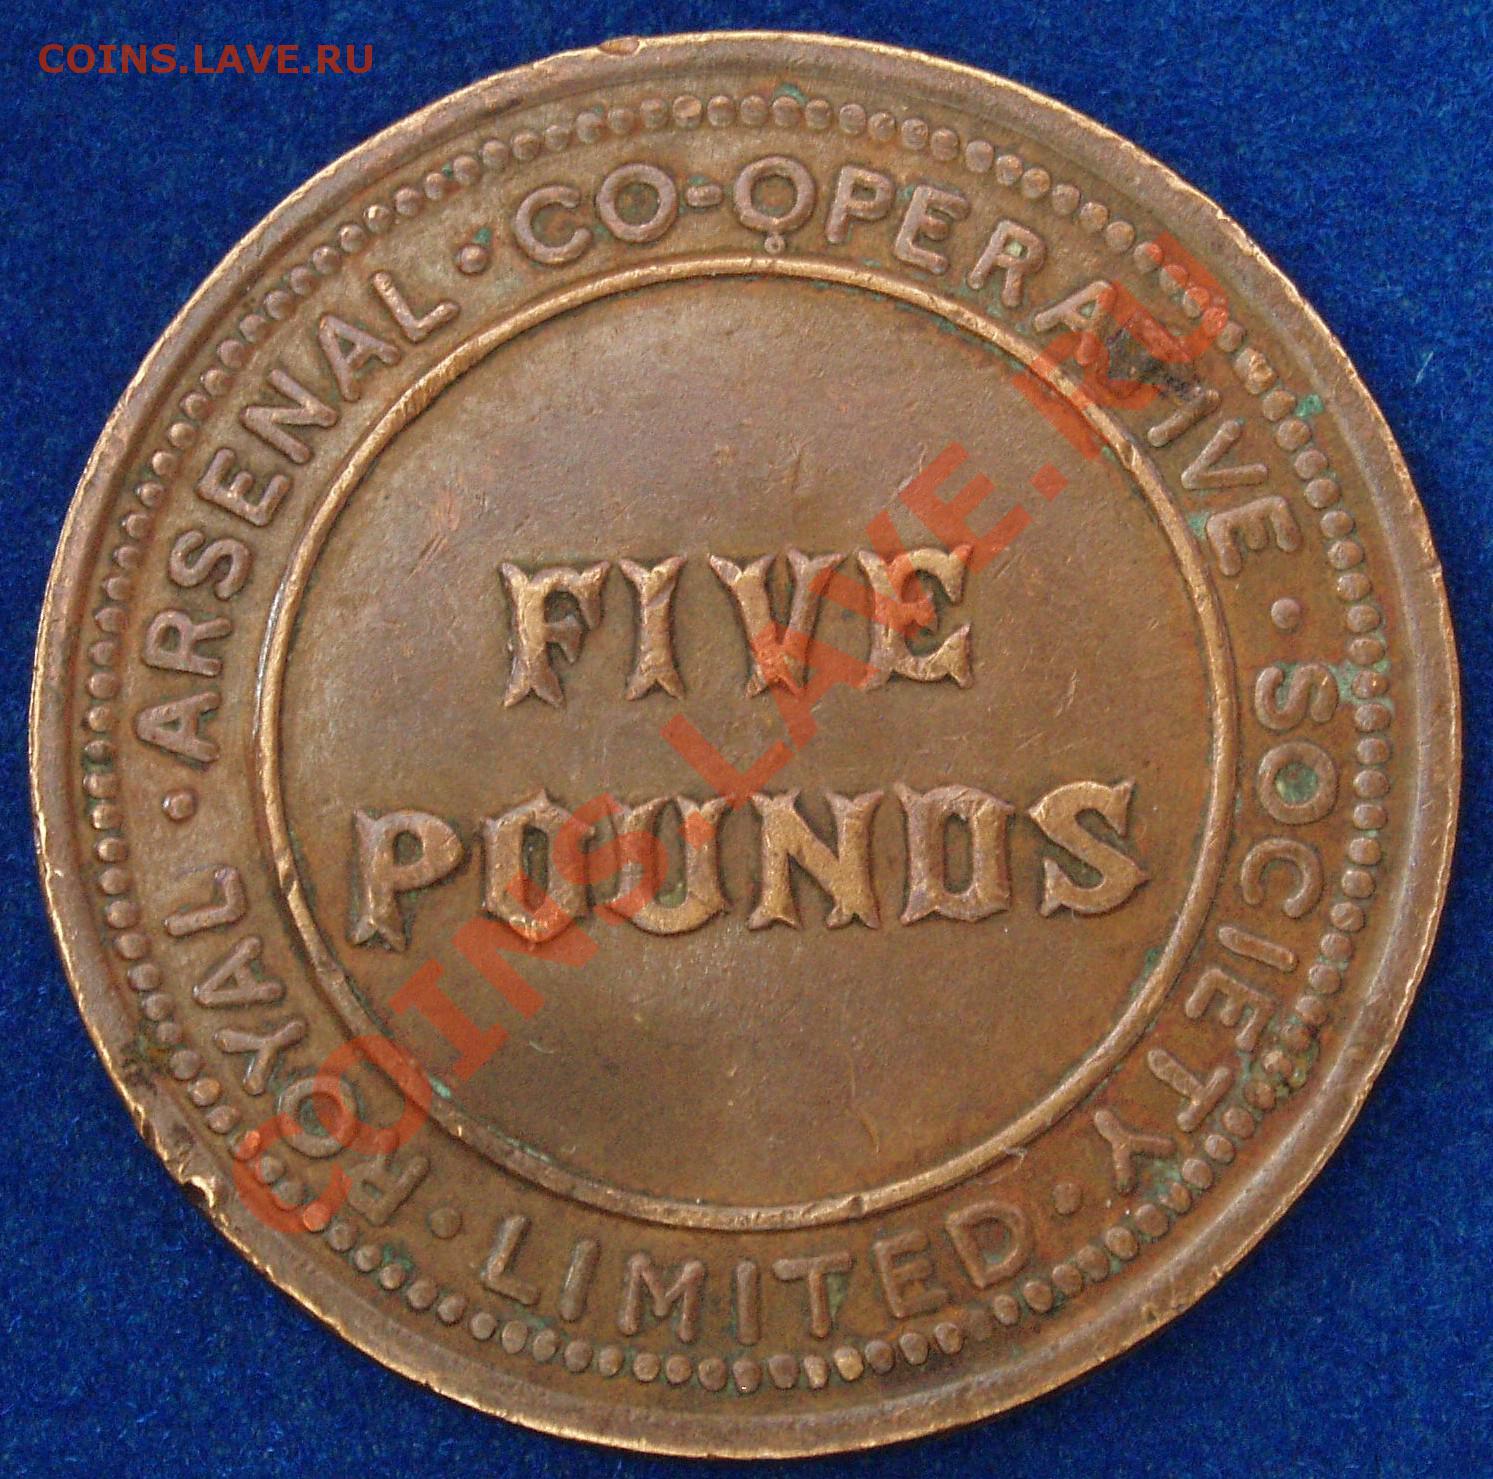 COINS.LAVE.RU
ROYAL · ARSENAL · CO-OPERATIVE · SOCIETY · LIMITED ·
FIVE
POUNDS
COINS.LAVE.RU